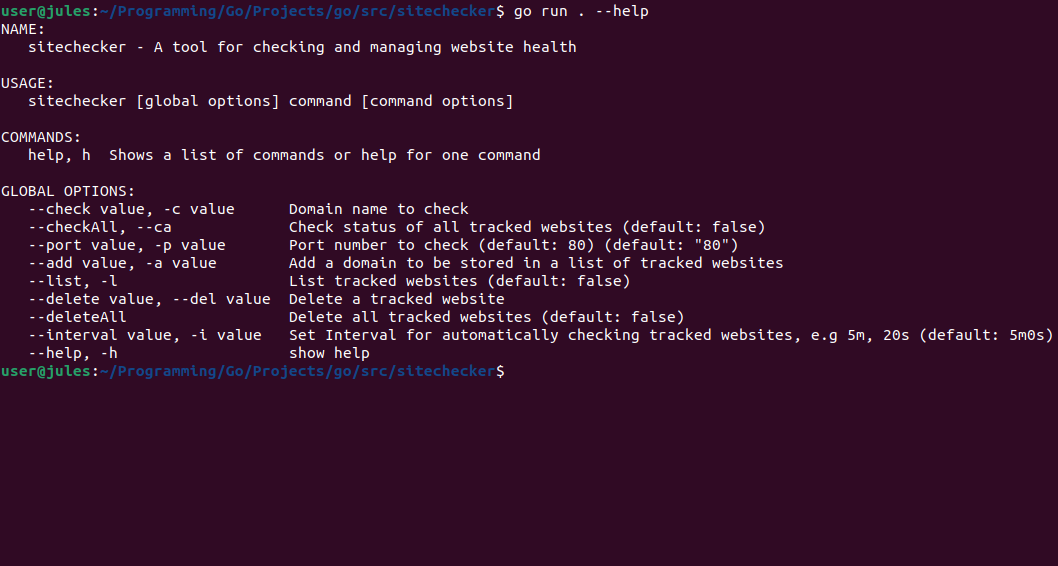 user@jules:~/Programming/Go/Projects/go/src/sitechecker$ go run . --help
NAME:
   sitechecker - A tool for checking and managing website health

USAGE:
   sitechecker [global options] command [command options]

COMMANDS:
   help, h  Shows a list of commands or help for one command

GLOBAL OPTIONS:
   --check value, -c value      Domain name to check
   --checkAll, --ca             Check status of all tracked websites (default: false)
   --port value, -p value       Port number to check (default: 80) (default: "80")
   --add value, -a value        Add a domain to be stored in a list of tracked websites
   --list, -l                   List tracked websites (default: false)
   --delete value, --del value  Delete a tracked website
   --deleteAll                  Delete all tracked websites (default: false)
   --interval value, -i value   Set Interval for automatically checking tracked websites, e.g 5m, 20s (default: 5m0s)
   --help, -h                   show help
user@jules:~/Programming/Go/Projects/go/src/sitechecker$